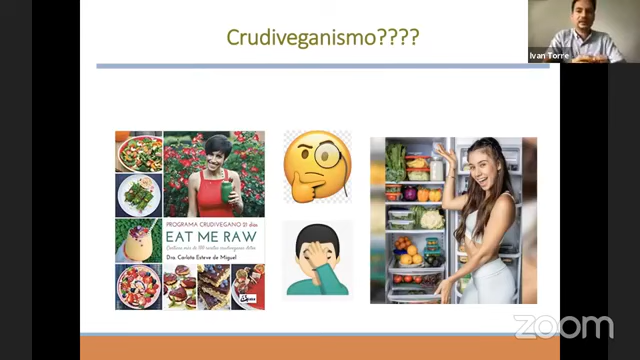 Crudiveganismo????
Ivan Torre
PROGRAMA CRUDIVEGANO 21 días
EAT ME RAW
Dra. Carlota Esteve de Miguel
zoom